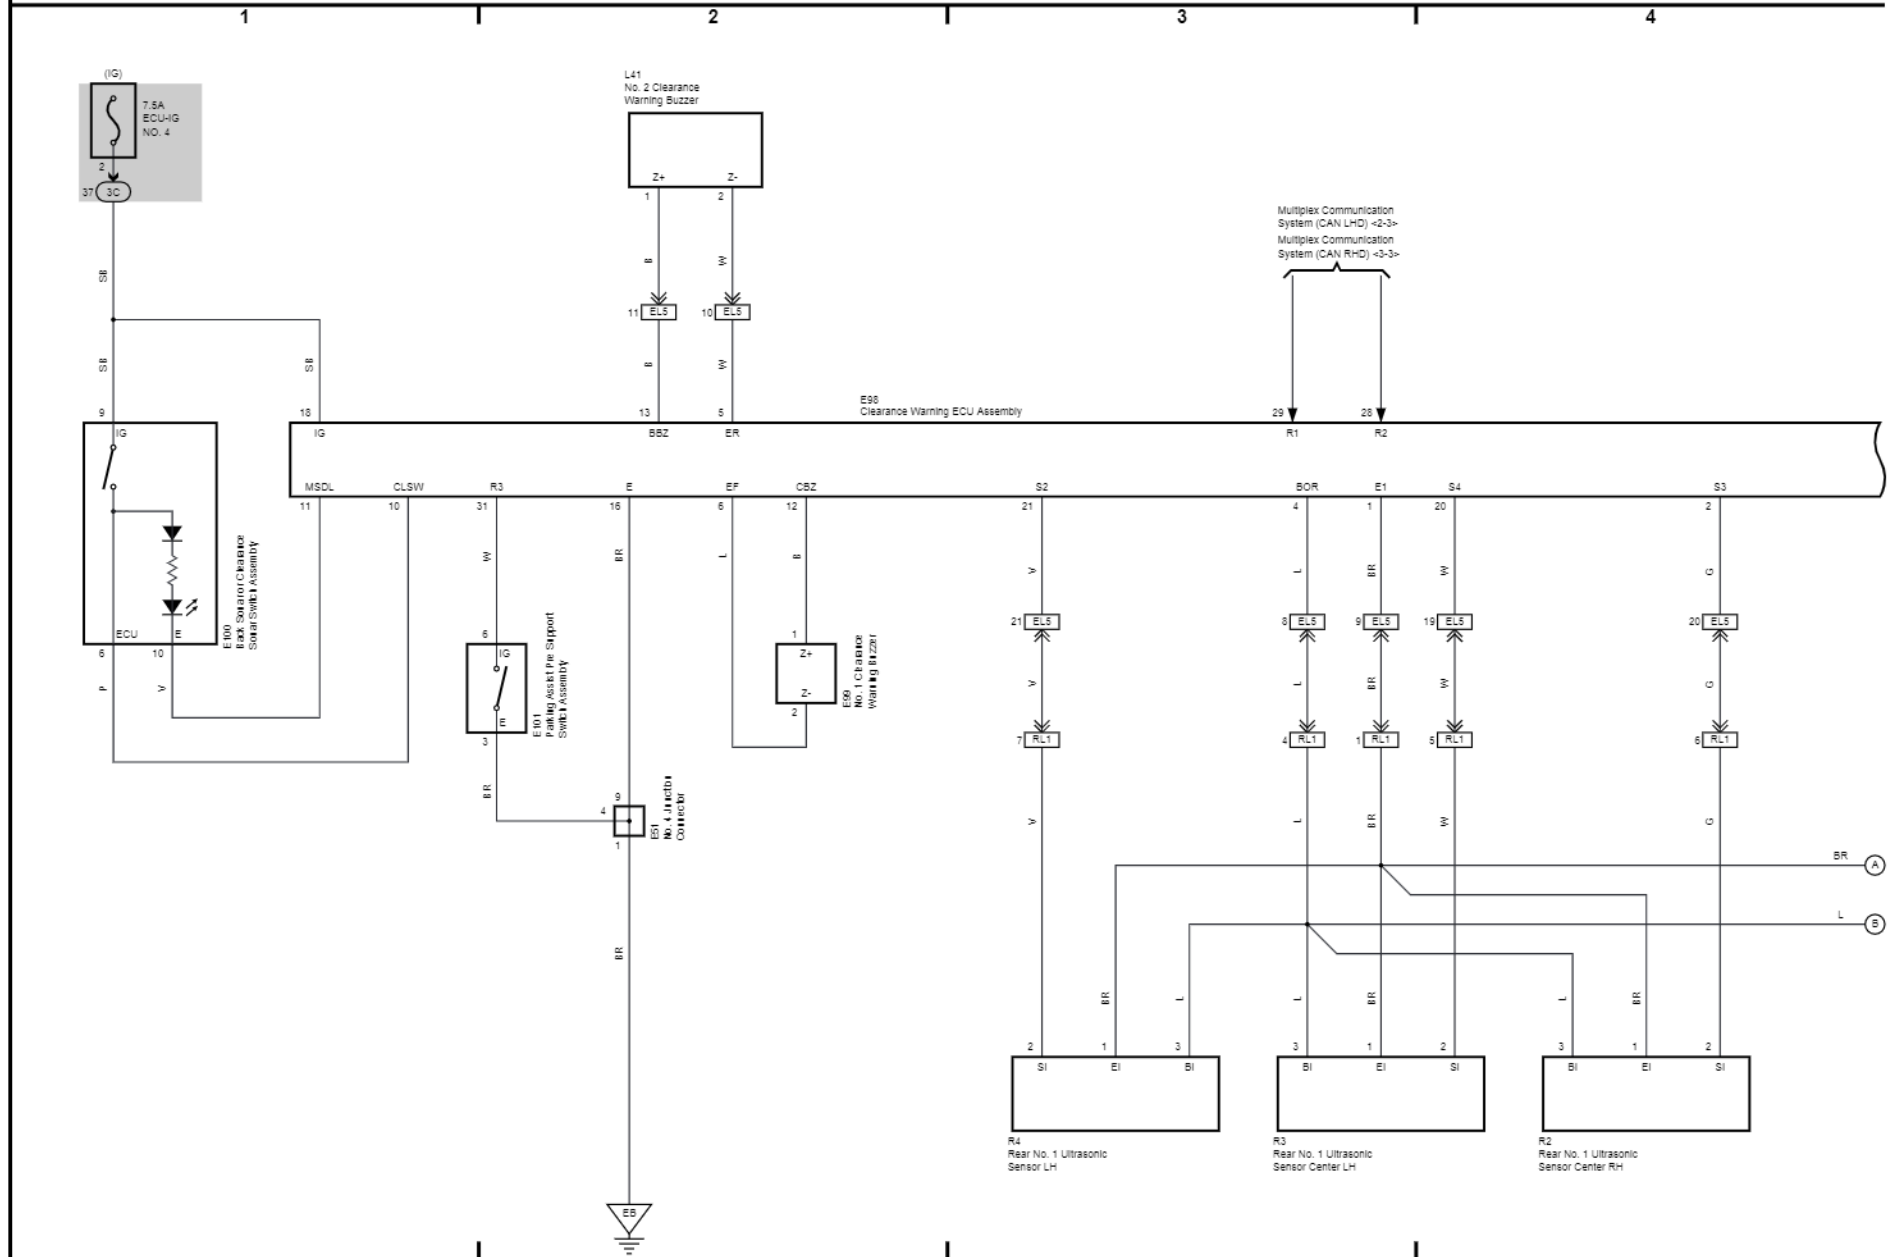 1
2
3
4
(IG)
7.5A
ECU-IG
NO. 4
2
37
3C
SB
SB
SB
9
18
L41
No. 2 Clearance
Warning Buzzer
Z+
Z-
1
2
B
W
11
EL5
10
EL5
B
W
13
5
E98
Clearance Warning ECU Assembly
Multiplex Communication
System (CAN LHD) <2-3>
Multiplex Communication
System (CAN RHD) <3-3>
29
28
IG
IG
BBZ
ER
R1
R2
MSDL
CLSW
R3
E
EF
CBZ
S2
BOR
E1
S4
S3
11
10
31
16
6
12
21
4
1
20
2
ECU
E
6
10
P
V
E100
Back Sonar or Clearance
Sonar Switch Assembly
W
BR
L
B
V
L
BR
W
G
6
IG
E
3
E101
Parking Assist Pre Support
Switch Assembly
1
Z+
Z-
2
E99
No. 1 Clearance
Warning Buzzer
21
EL5
8
EL5
9
EL5
19
EL5
20
EL5
V
L
BR
W
G
7
RL1
4
RL1
1
RL1
5
RL1
6
RL1
BR
9
4
1
E51
No. 4 Junction
Connector
V
L
BR
W
G
BR
A
L
B
BR
BR
L
L
BR
L
BR
2
1
3
3
1
2
3
1
2
SI
EI
BI
BI
EI
SI
BI
EI
SI
R4
Rear No. 1 Ultrasonic
Sensor LH
R3
Rear No. 1 Ultrasonic
Sensor Center LH
R2
Rear No. 1 Ultrasonic
Sensor Center RH
EB